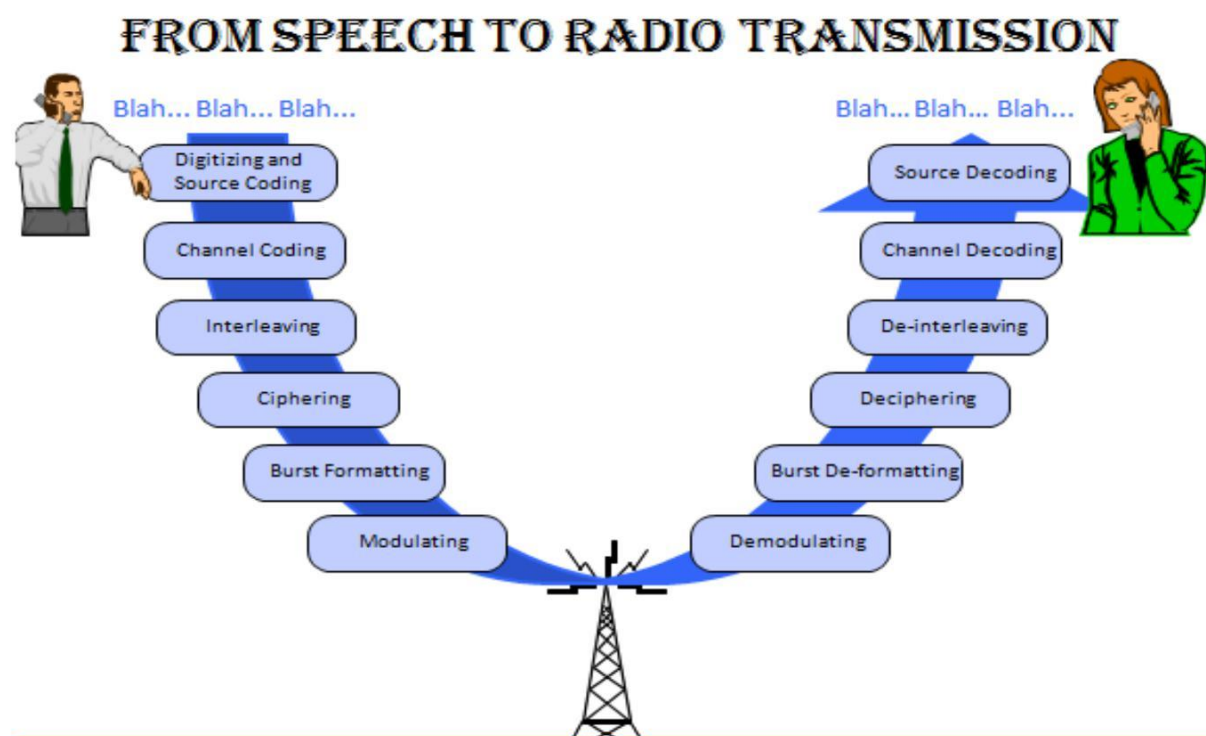 FROM SPEECH TO RADIO TRANSMISSION
Blah... Blah... Blah...
Digitizing and
Source Coding
Channel Coding
Interleaving
Ciphering
Burst Formatting
Modulating
Blah... Blah... Blah...
Source Decoding
Channel Decoding
De-interleaving
Deciphering
Burst De-formatting
Demodulating